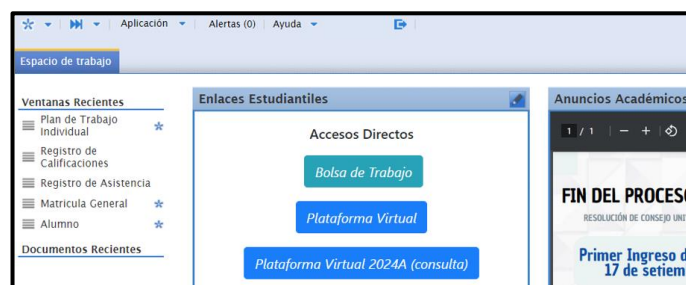 Aplicación Alertas (0) Ayuda
Espacio de trabajo
Ventanas Recientes
Plan de Trabajo
Individual
Registro de
Calificaciones
Registro de Asistencia
Matricula General
Alumno
Documentos Recientes
Enlaces Estudiantiles
Accesos Directos
Bolsa de Trabajo
Plataforma Virtual
Plataforma Virtual 2024A (consulta)
Anuncios Académicos
1 / 1
FIN DEL PROCES
RESOLUCIÓN DE CONSEJO UNI
Primer Ingreso d
17 de setiem